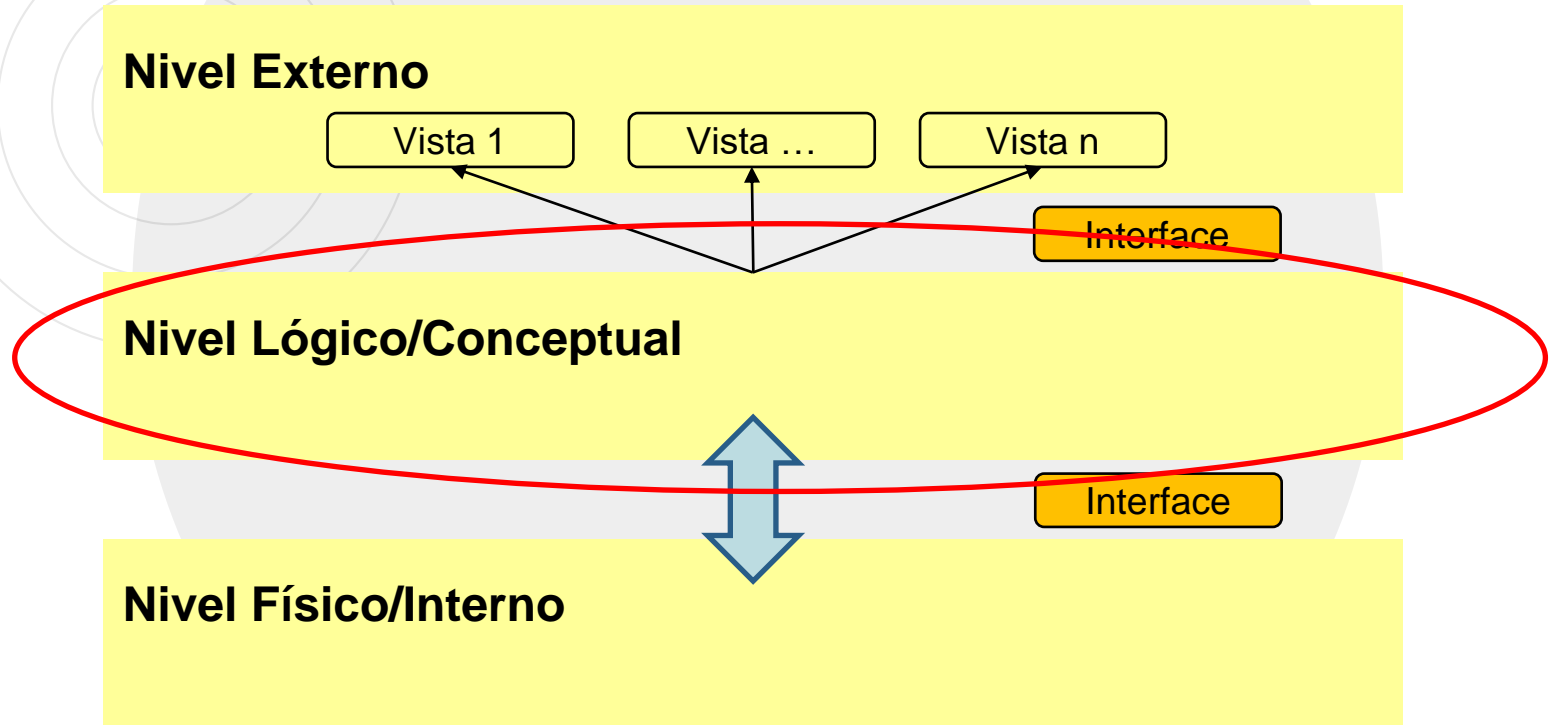 Nivel Externo
Vista 1
Vista …
Vista n
Interface
Nivel Lógico/Conceptual
Interface
Nivel Físico/Interno